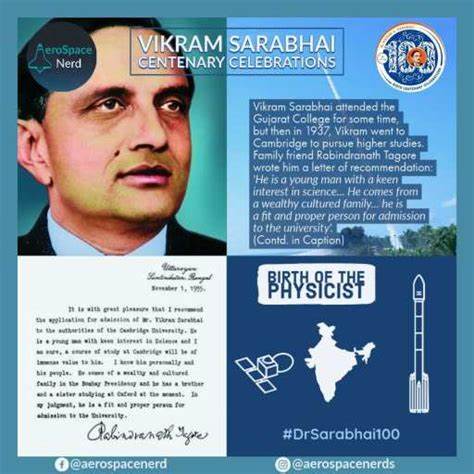 AeroSpace
Nerd
VIKRAM SARABHAI
CENTENARY CELEBRATIONS
100
Vikram Sarabhai attended the
Gujarat College for some time,
but then in 1937, Vikram went to
Cambridge to pursue higher studies.
Family friend Rabindranath Tagore
wrote him a letter of recommendation:
'He is a young man with a keen
interest in science... He comes from
a wealthy cultured family... he is
a fit and proper person for admission
to the university'.
(Contd. in Caption)
Uttarayan
Santiniketan, Bengal
November 1, 1935.
It is with great pleasure that I recommend
the application for admission of Mr. Vikram Sarabhai
to the authorities of the Cambridge University. He
is a young man with keen interest in Science and I
am sure, a course of study at Cambridge will be of
immense value to him. I know him personally and
his people. He comes of a wealthy and cultured
family in the Bombay Presidency and he has a brother
and a sister studying at Oxford at the moment. In
my judgment, he is a fit and proper person for
admission to the University.
Rabindranath Tagore
BIRTH OF THE
PHYSICIST
#DrSarabhai100
@aerospacenerd
@aerospacenerds